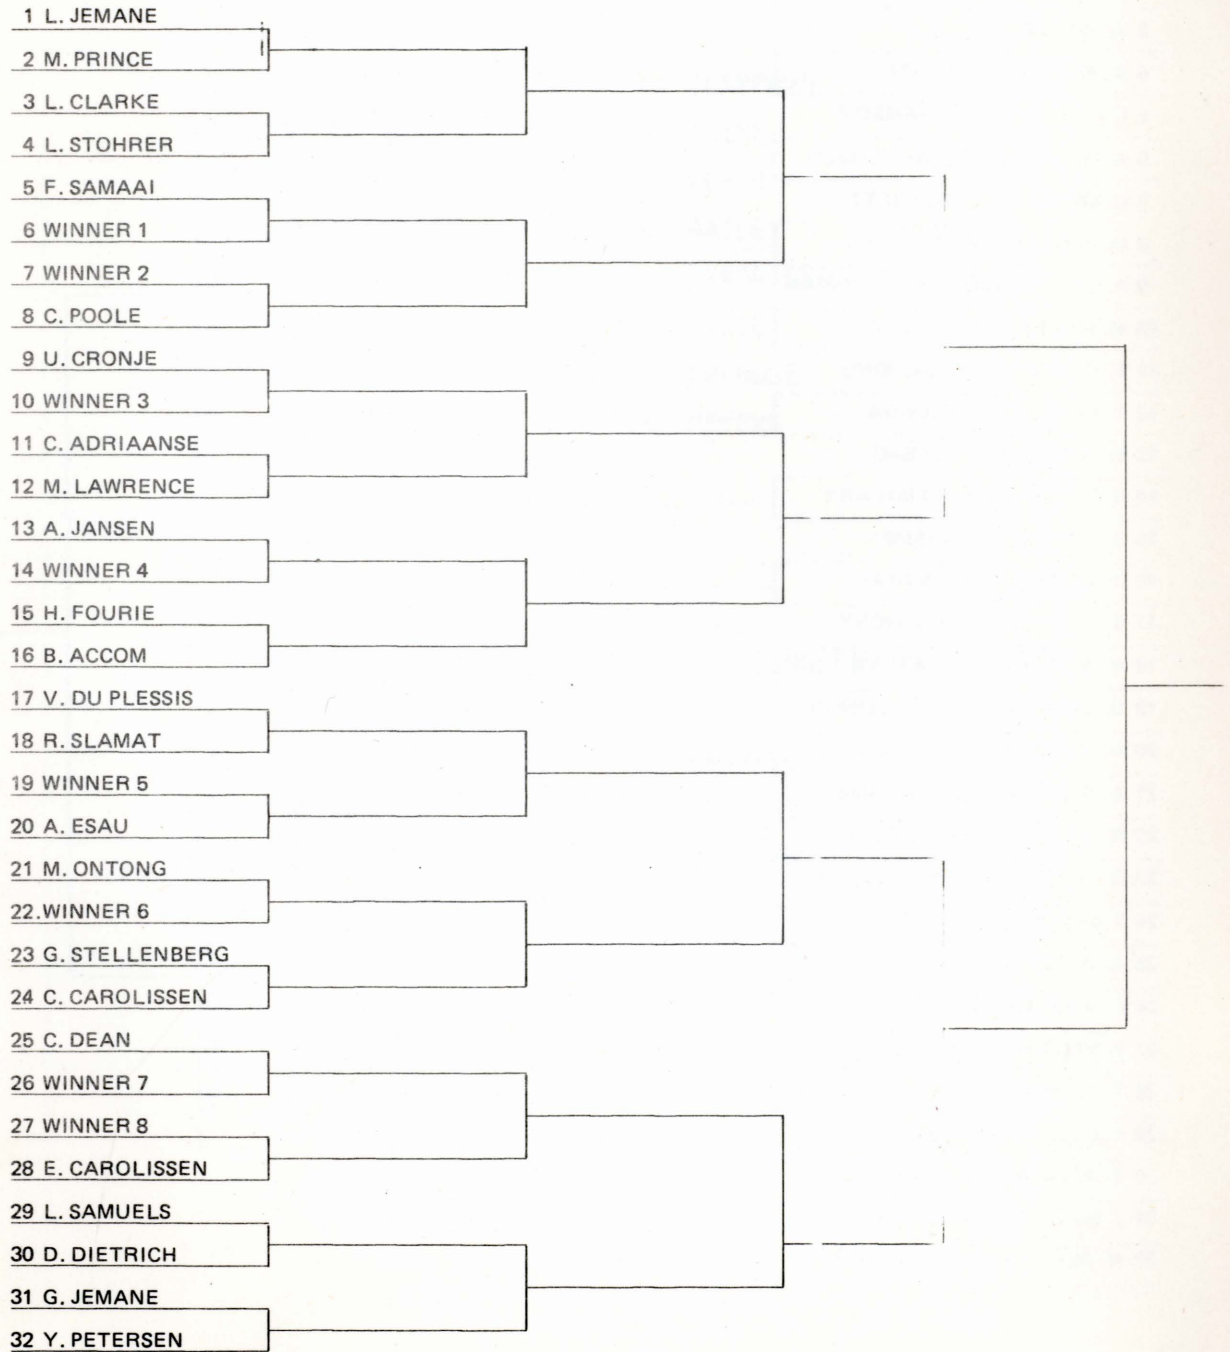 1 L. JEMANE
2 M. PRINCE
3 L. CLARKE
4 L. STOHRER
5 F. SAMAAI
6 WINNER 1
7 WINNER 2
8 C. POOLE
9 U. CRONJE
10 WINNER 3
11 C. ADRIAANSE
12 M. LAWRENCE
13 A. JANSEN
14 WINNER 4
15 H. FOURIE
16 B. ACCOM
17 V. DU PLESSIS
18 R. SLAMAT
19 WINNER 5
20 A. ESAU
21 M. ONTONG
22.WINNER 6
23 G. STELLENBERG
24 C. CAROLISSEN
25 C. DEAN
26 WINNER 7
27 WINNER 8
28 E. CAROLISSEN
29 L. SAMUELS
30 D. DIETRICH
31 G. JEMANE
32 Y. PETERSEN